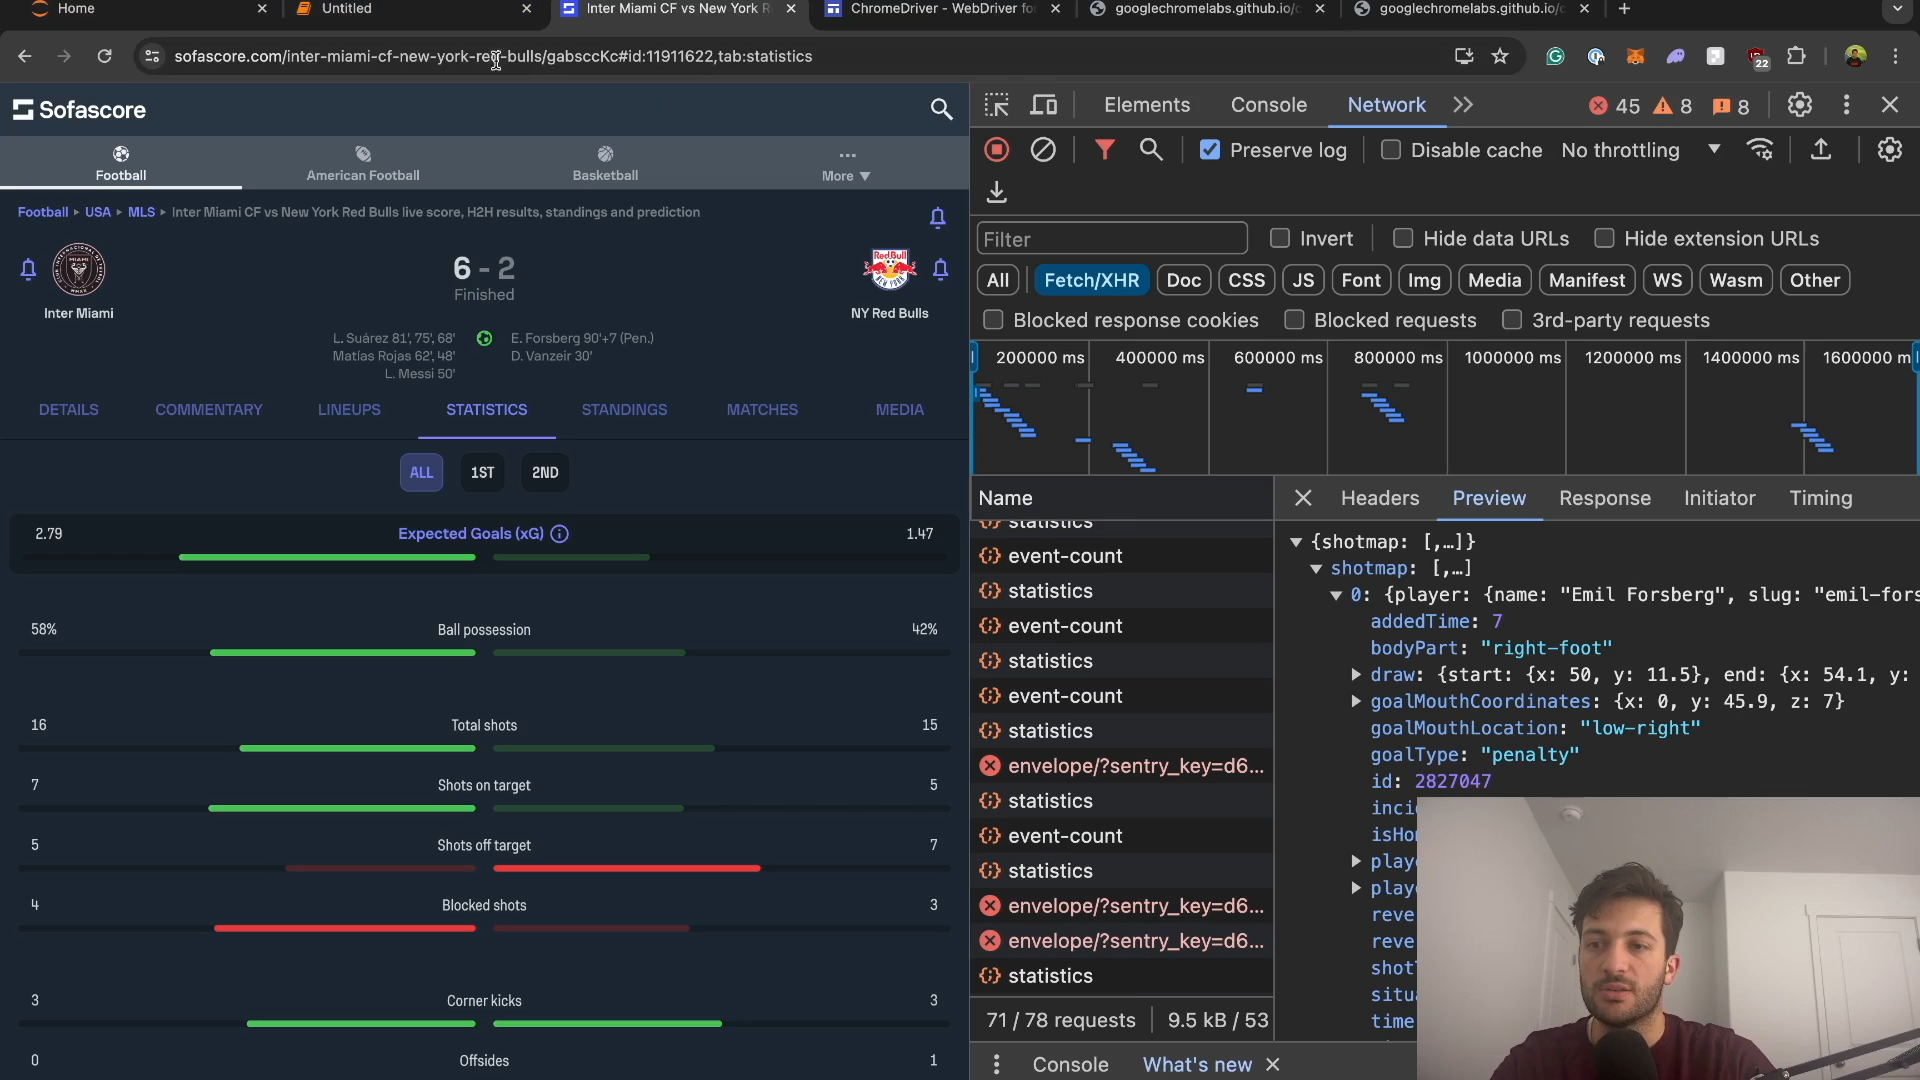 Home
Untitled
Inter Miami CF vs New York R
ChromeDriver - WebDriver for
googlechromelabs.github.io/c
googlechromelabs.github.io/c
sofascore.com/inter-miami-cf-new-york-red-bulls/gabsccKc#id:11911622,tab:statistics
22
Sofascore
Football
American Football
Basketball
More
Football
USA
MLS
Inter Miami CF vs New York Red Bulls live score, H2H results, standings and prediction
6 - 2
Finished
Inter Miami
NY Red Bulls
L. Suárez 81', 75', 68'
Matías Rojas 62', 48'
L. Messi 50'
E. Forsberg 90'+7 (Pen.)
D. Vanzeir 30'
DETAILS
COMMENTARY
LINEUPS
STATISTICS
STANDINGS
MATCHES
MEDIA
ALL
1ST
2ND
2.79 Expected Goals (xG) 1.47
58% Ball possession 42%
16 Total shots 15
7 Shots on target 5
5 Shots off target 7
4 Blocked shots 3
3 Corner kicks 3
0 Offsides 1
Elements
Console
Network
45
8
8
Preserve log
Disable cache
No throttling
Filter
Invert
Hide data URLs
Hide extension URLs
All
Fetch/XHR
Doc
CSS
JS
Font
Img
Media
Manifest
WS
Wasm
Other
Blocked response cookies
Blocked requests
3rd-party requests
200000 ms
400000 ms
600000 ms
800000 ms
1000000 ms
1200000 ms
1400000 ms
1600000 m
Name
statistics
event-count
statistics
event-count
statistics
event-count
statistics
envelope/?sentry_key=d6...
statistics
event-count
statistics
envelope/?sentry_key=d6...
envelope/?sentry_key=d6...
statistics
71 / 78 requests
9.5 kB / 53
Headers
Preview
Response
Initiator
Timing
{shotmap: [,…]}
shotmap: [,…]
0: {player: {name: "Emil Forsberg", slug: "emil-fors
addedTime: 7
bodyPart: "right-foot"
draw: {start: {x: 50, y: 11.5}, end: {x: 54.1, y:
goalMouthCoordinates: {x: 0, y: 45.9, z: 7}
goalMouthLocation: "low-right"
goalType: "penalty"
id: 2827047
inci
isHo
play
play
reve
reve
shot
situ
time
Console
What's new